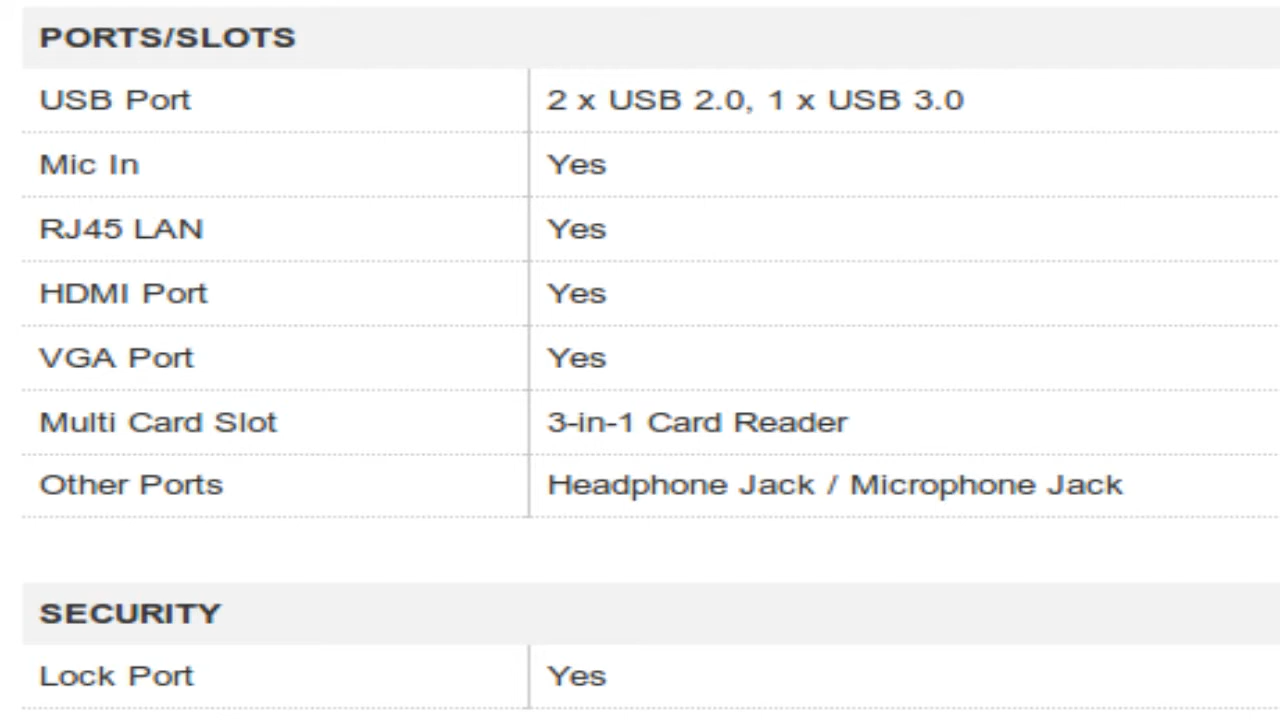 PORTS/SLOTS
USB Port 2 x USB 2.0, 1 x USB 3.0
Mic In Yes
RJ45 LAN Yes
HDMI Port Yes
VGA Port Yes
Multi Card Slot 3-in-1 Card Reader
Other Ports Headphone Jack / Microphone Jack
SECURITY
Lock Port Yes